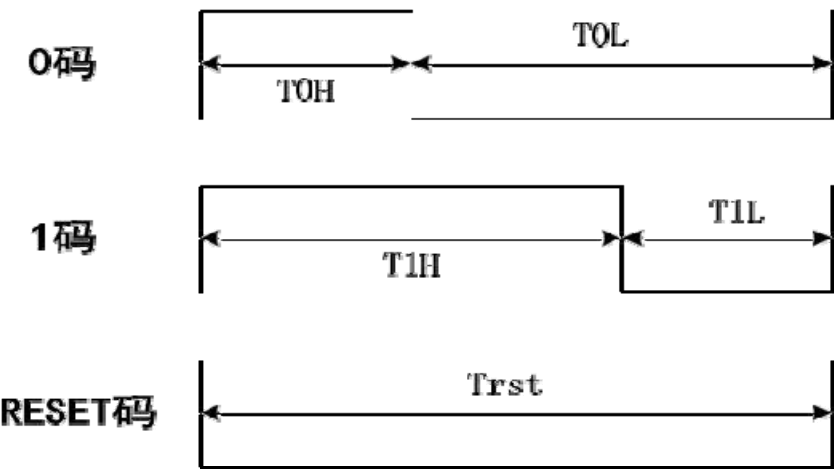 0码
T0H
T0L
1码
T1H
T1L
RESET码
Trst